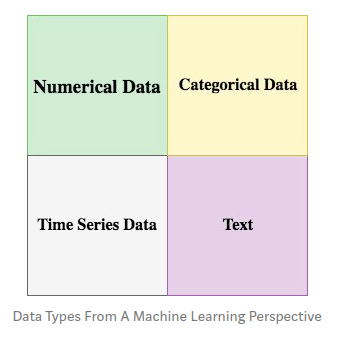 Numerical Data
Categorical Data
Time Series Data
Text
Data Types From A Machine Learning Perspective